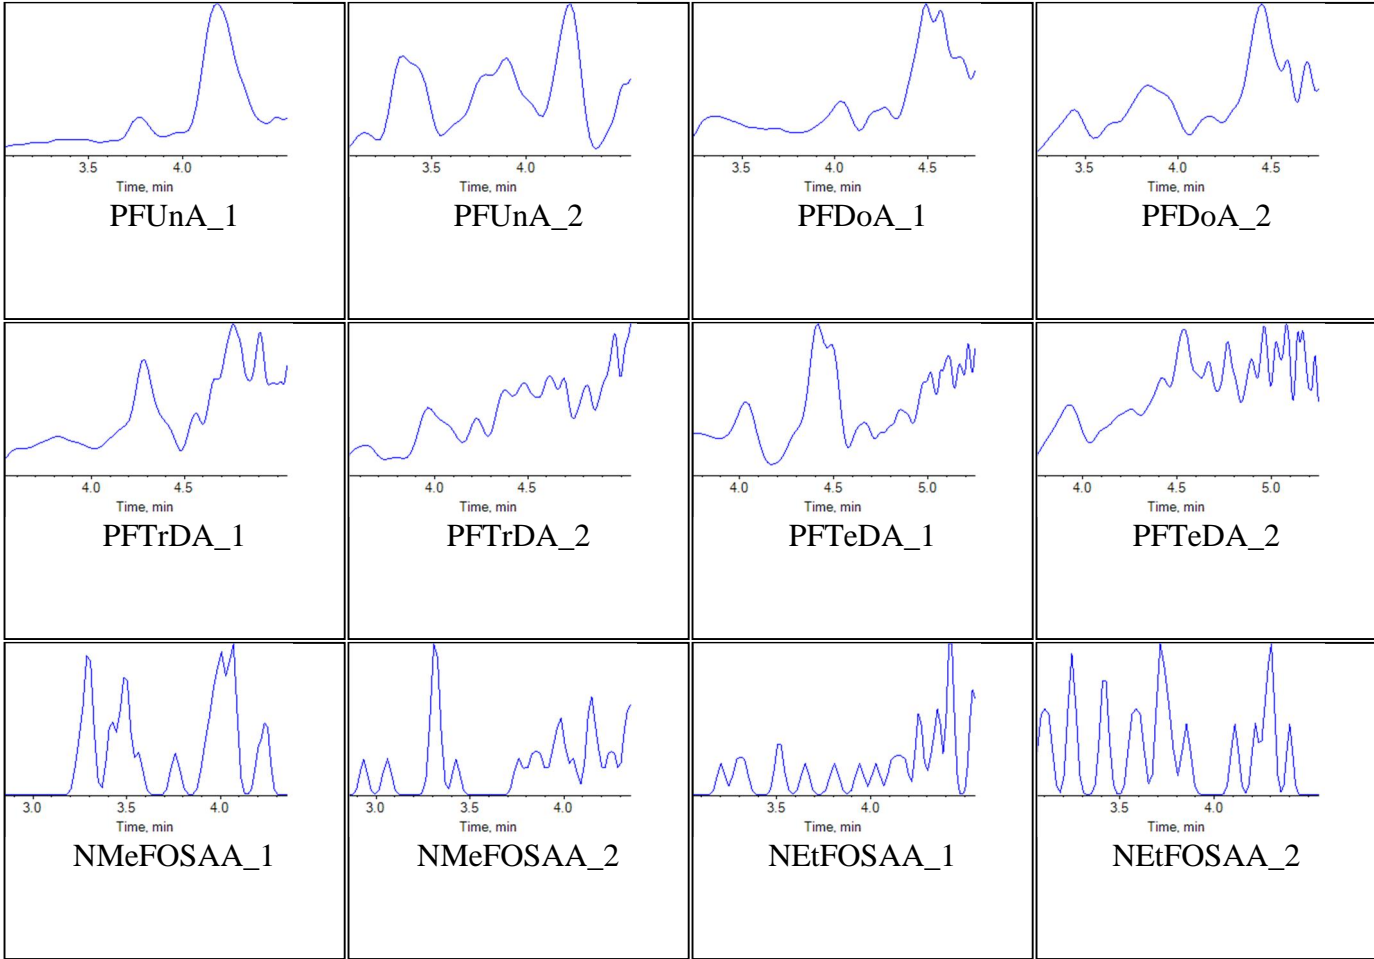 3.5 4.0
Time, min
PFUnA_1
3.5 4.0
Time, min
PFUnA_2
3.5 4.0 4.5
Time, min
PFDoA_1
3.5 4.0 4.5
Time, min
PFDoA_2
4.0 4.5
Time, min
PFTrDA_1
4.0 4.5
Time, min
PFTrDA_2
4.0 4.5 5.0
Time, min
PFTeDA_1
4.0 4.5 5.0
Time, min
PFTeDA_2
3.0 3.5 4.0
Time, min
NMeFOSAA_1
3.0 3.5 4.0
Time, min
NMeFOSAA_2
3.5 4.0
Time, min
NEtFOSAA_1
3.5 4.0
Time, min
NEtFOSAA_2